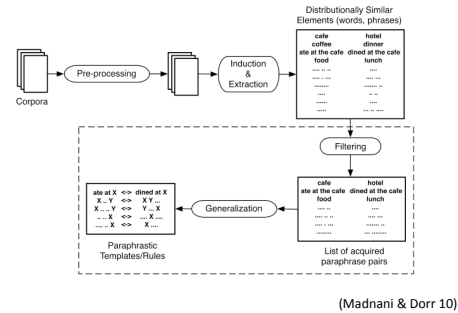 Distributionally Similar
Elements (words, phrases)
cafe hotel
coffee dinner
ate at the cafe dined at the cafe
food lunch
.... .. .. .... ....
.... . ... .... ...
...... ....... ..
.... .. ..
...... .....
.... ... .. ....
Pre-processing
Induction
&
Extraction
Corpora
Filtering
cafe hotel
ate at the cafe dined at the cafe
food lunch
.... ....
.... .. .. .... ...
.... . ... .... .. ....
........ ... ........
List of acquired
paraphrase pairs
Generalization
ate at X <-> dined at X
X .. Y <-> X Y ...
X .. .. Y <-> Y ... X
.. .. X <-> .... X ....
.... .. X <-> X ....
Paraphrastic
Templates/Rules
(Madnani & Dorr 10)